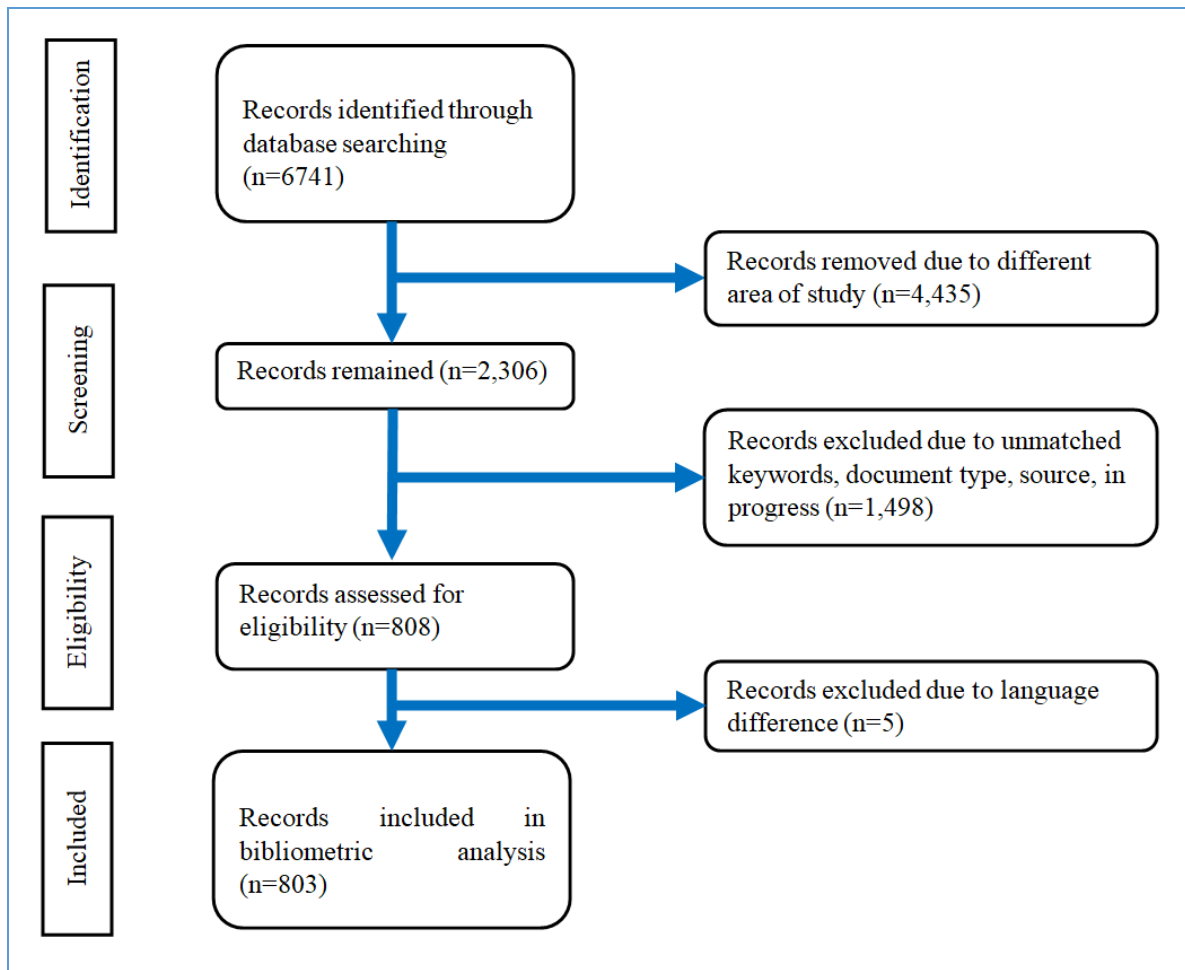 Identification
Records identified through
database searching
(n=6741)
Records removed due to different
area of study (n=4,435)
Screening
Records remained (n=2,306)
Records excluded due to unmatched
keywords, document type, source, in
progress (n=1,498)
Eligibility
Records assessed for
eligibility (n=808)
Records excluded due to language
difference (n=5)
Included
Records included in
bibliometric analysis
(n=803)